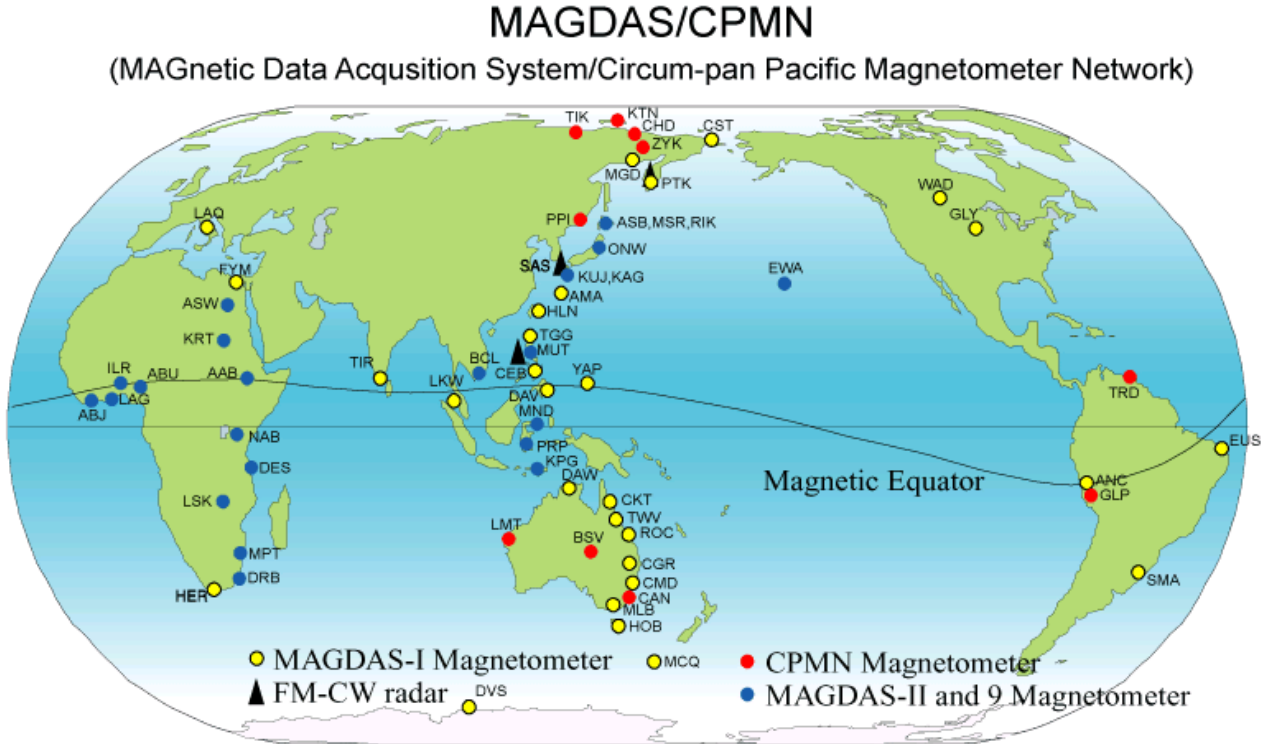 MAGDAS/CPMN
(MAGnetic Data Acqusition System/Circum-pan Pacific Magnetometer Network)
KTN
TIK
CHD
CST
ZYK
MGD
PTK
WAD
LAQ
GLY
PPI
ASB,MSR,RIK
ONW
SAS
EWA
FYM
KUJ,KAG
AMA
ASW
HLN
KRT
TGG
MUT
TIR
BCL
ILR
ABU
AAB
CEB
YAP
LKW
TRD
DAV
LAG
ABJ
MND
NAB
EUS
PRP
KPG
DES
DAW
Magnetic Equator
ANC
GLP
LSK
CKT
TWV
LMT
BSV
ROC
MPT
CGR
DRB
CMD
SMA
HER
CAN
MLB
HOB
MAGDAS-I Magnetometer
MCQ
CPMN Magnetometer
FM-CW radar
DVS
MAGDAS-II and 9 Magnetometer